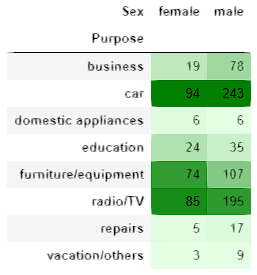 Sex female male
Purpose
business 19 78
car 94 243
domestic appliances 6 6
education 24 35
furniture/equipment 74 107
radio/TV 85 195
repairs 5 17
vacation/others 3 9